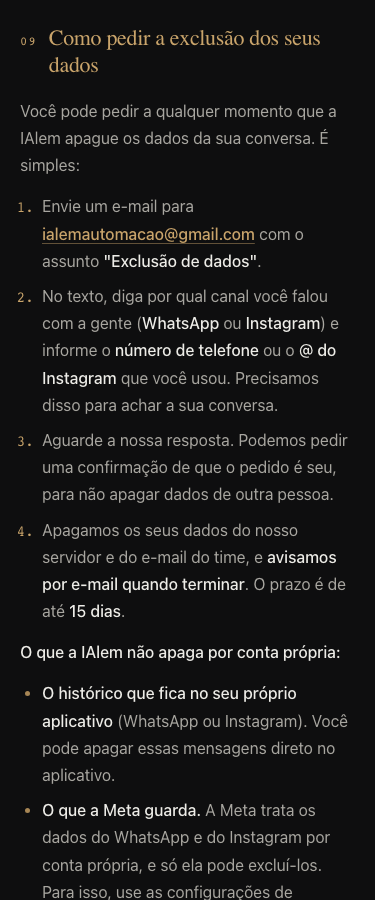 09 Como pedir a exclusão dos seus
dados
Você pode pedir a qualquer momento que a
IAlem apague os dados da sua conversa. É
simples:
1. Envie um e-mail para
ialemautomacao@gmail.com com o
assunto "Exclusão de dados".
2. No texto, diga por qual canal você falou
com a gente (WhatsApp ou Instagram) e
informe o número de telefone ou o @ do
Instagram que você usou. Precisamos
disso para achar a sua conversa.
3. Aguarde a nossa resposta. Podemos pedir
uma confirmação de que o pedido é seu,
para não apagar dados de outra pessoa.
4. Apagamos os seus dados do nosso
servidor e do e-mail do time, e avisamos
por e-mail quando terminar. O prazo é de
até 15 dias.
O que a IAlem não apaga por conta própria:
• O histórico que fica no seu próprio
aplicativo (WhatsApp ou Instagram). Você
pode apagar essas mensagens direto no
aplicativo.
• O que a Meta guarda. A Meta trata os
dados do WhatsApp e do Instagram por
conta própria, e só ela pode excluí-los.
Para isso, use as configurações de